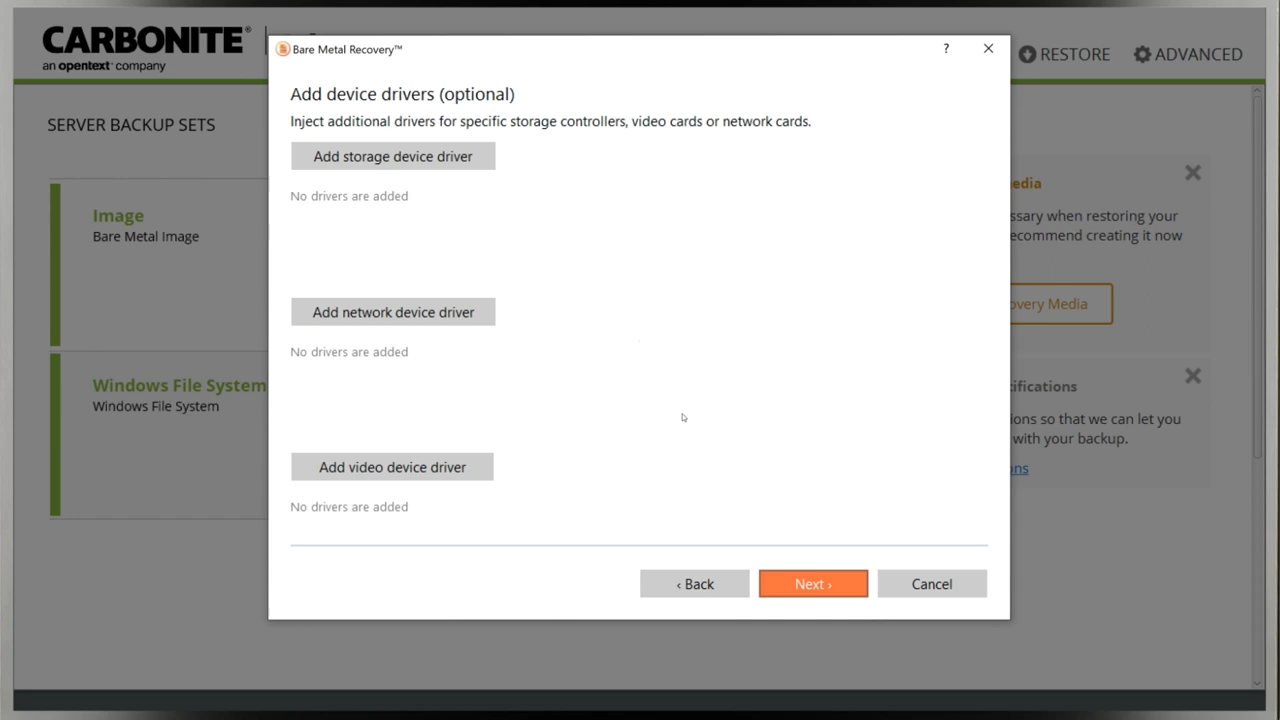 CARBONITE®
an opentext™ company
RESTORE
ADVANCED
Bare Metal Recovery™
?
SERVER BACKUP SETS
Add device drivers (optional)
Inject additional drivers for specific storage controllers, video cards or network cards.
Add storage device driver
No drivers are added
Add network device driver
No drivers are added
Add video device driver
No drivers are added
‹ Back
Next ›
Cancel
Image
Bare Metal Image
Windows File System
Windows File System
edia
ssary when restoring your
ecommend creating it now
overy Media
ifications
ions so that we can let you
with your backup.
ons